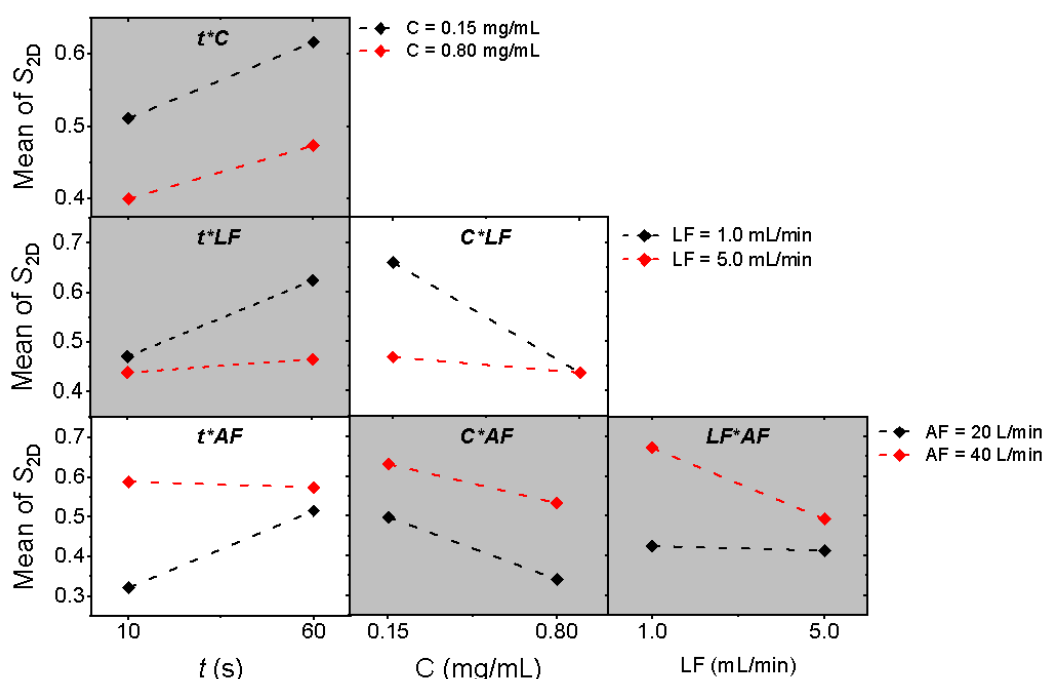 t*C
C = 0.15 mg/mL
C = 0.80 mg/mL
Mean of S2D
0.6
0.5
0.4
t*LF
C*LF
LF = 1.0 mL/min
LF = 5.0 mL/min
Mean of S2D
0.7
0.6
0.5
0.4
t*AF
C*AF
LF*AF
AF = 20 L/min
AF = 40 L/min
Mean of S2D
0.7
0.6
0.5
0.4
0.3
10 60 0.15 0.80 1.0 5.0
t (s) C (mg/mL) LF (mL/min)